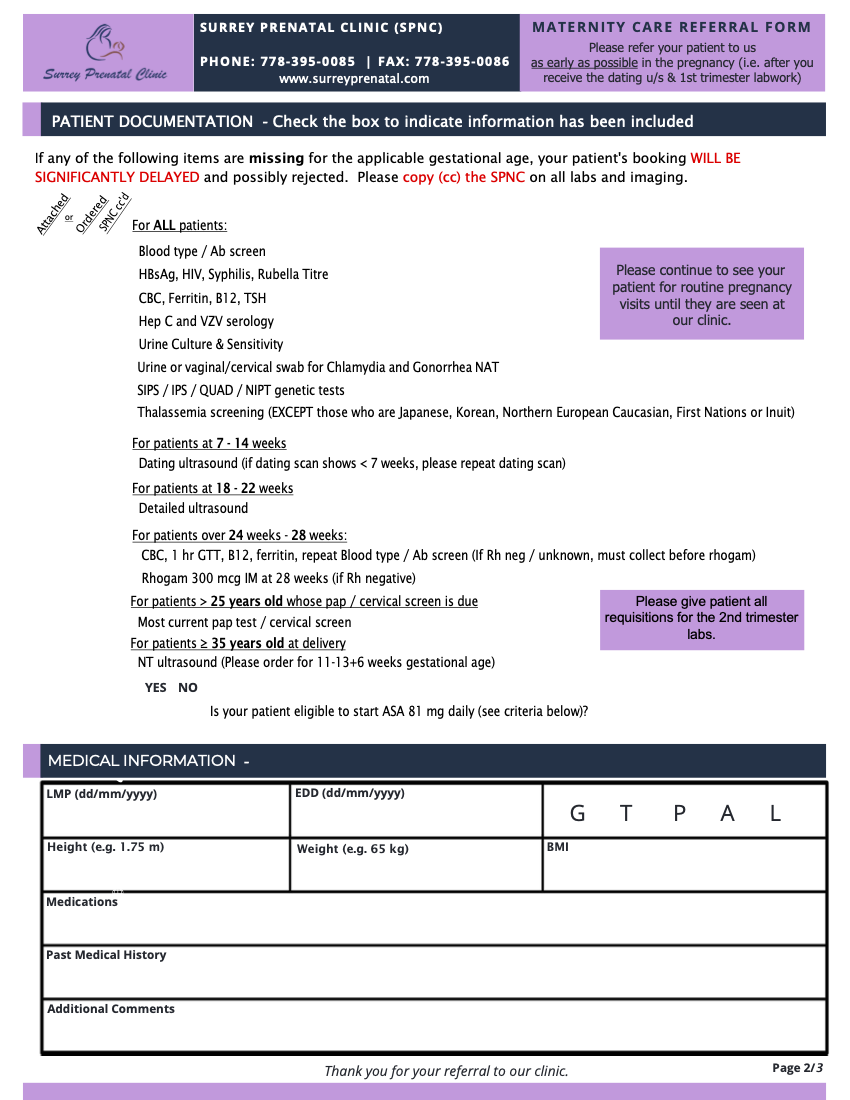 Surrey Prenatal Clinic
SURREY PRENATAL CLINIC (SPNC)
PHONE: 778-395-0085 | FAX: 778-395-0086
www.surreyprenatal.com
MATERNITY CARE REFERRAL FORM
Please refer your patient to us
as early as possible in the pregnancy (i.e. after you
receive the dating u/s & 1st trimester labwork)
PATIENT DOCUMENTATION - Check the box to indicate information has been included
If any of the following items are missing for the applicable gestational age, your patient's booking WILL BE
SIGNIFICANTLY DELAYED and possibly rejected. Please copy (cc) the SPNC on all labs and imaging.
Attached
or
Ordered
SPNC cc'd
For ALL patients:
Blood type / Ab screen
HBsAg, HIV, Syphilis, Rubella Titre
CBC, Ferritin, B12, TSH
Hep C and VZV serology
Urine Culture & Sensitivity
Urine or vaginal/cervical swab for Chlamydia and Gonorrhea NAT
SIPS / IPS / QUAD / NIPT genetic tests
Thalassemia screening (EXCEPT those who are Japanese, Korean, Northern European Caucasian, First Nations or Inuit)
Please continue to see your
patient for routine pregnancy
visits until they are seen at
our clinic.
For patients at 7 - 14 weeks
Dating ultrasound (if dating scan shows < 7 weeks, please repeat dating scan)
For patients at 18 - 22 weeks
Detailed ultrasound
For patients over 24 weeks - 28 weeks:
CBC, 1 hr GTT, B12, ferritin, repeat Blood type / Ab screen (If Rh neg / unknown, must collect before rhogam)
Rhogam 300 mcg IM at 28 weeks (if Rh negative)
For patients > 25 years old whose pap / cervical screen is due
Most current pap test / cervical screen
For patients ≥ 35 years old at delivery
NT ultrasound (Please order for 11-13+6 weeks gestational age)
Please give patient all
requisitions for the 2nd trimester
labs.
YES NO
Is your patient eligible to start ASA 81 mg daily (see criteria below)?
MEDICAL INFORMATION -
LMP (dd/mm/yyyy)
EDD (dd/mm/yyyy)
G T P A L
Height (e.g. 1.75 m)
Weight (e.g. 65 kg)
BMI
Medications
Past Medical History
Additional Comments
Thank you for your referral to our clinic.
Page 2/3